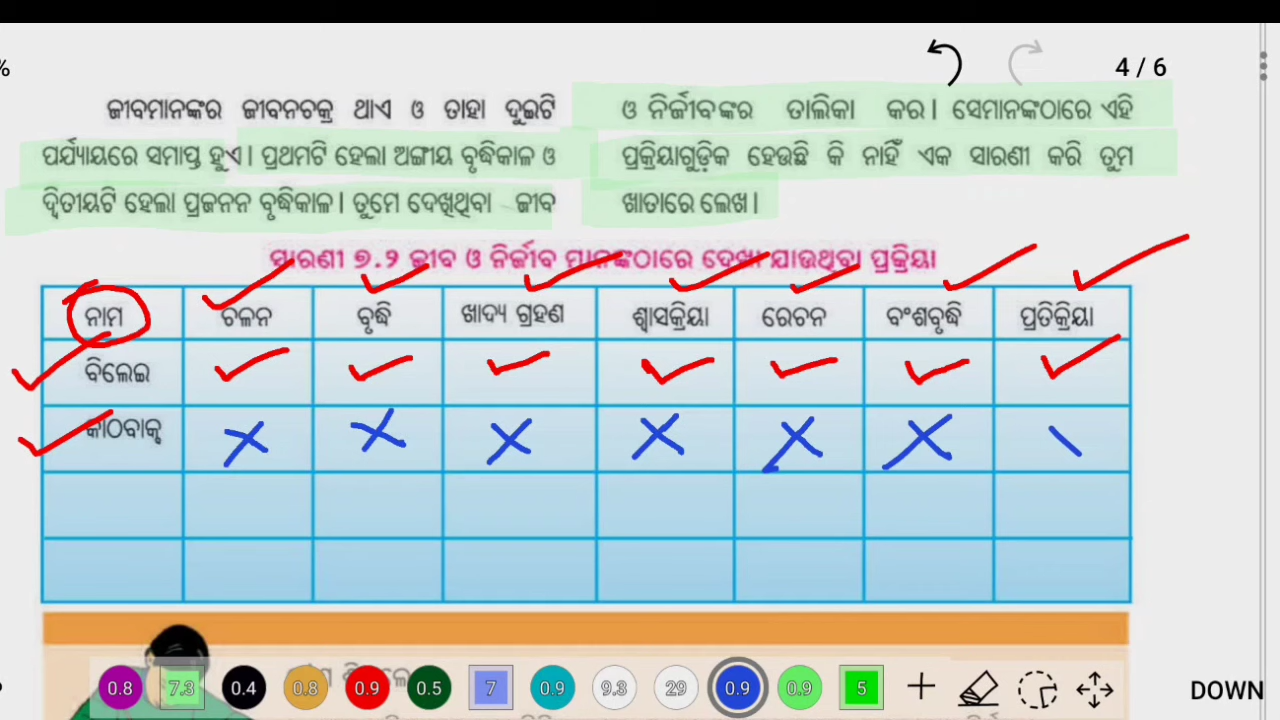 %
4 / 6
ଜୀବମାନଙ୍କର ଜୀବନଚକ୍ର ଥାଏ ଓ ତାହା ଦୁଇଟି
ପର୍ଯ୍ୟାୟରେ ସମାପ୍ତ ହୁଏ। ପ୍ରଥମଟି ହେଲା ଅଙ୍ଗୀୟ ବୃଦ୍ଧିକାଳ ଓ
ଦ୍ୱିତୀୟଟି ହେଲା ପ୍ରଜନନ ବୃଦ୍ଧିକାଳ। ତୁମେ ଦେଖିଥିବା ଜୀବ
ଓ ନିର୍ଜୀବଙ୍କର ତାଲିକା କର। ସେମାନଙ୍କଠାରେ ଏହି
ପ୍ରକ୍ରିୟାଗୁଡ଼ିକ ହେଉଛି କି ନାହିଁ ଏକ ସାରଣୀ କରି ତୁମ
ଖାତାରେ ଲେଖ।
ସାରଣୀ ୭.୨ ଜୀବ ଓ ନିର୍ଜୀବ ମାନଙ୍କଠାରେ ଦେଖା ଯାଉଥିବା ପ୍ରକ୍ରିୟା
ନାମ ଚଳନ ବୃଦ୍ଧି ଖାଦ୍ୟ ଗ୍ରହଣ ଶ୍ୱାସକ୍ରିୟା ରେଚନ ବଂଶବୃଦ୍ଧି ପ୍ରତିକ୍ରିୟା
ବିଲେଇ
କାଠବାକ୍ସ
0.8 7.3 0.4 0.8 0.9 0.5 7 0.9 9.3 29 0.9 0.9 5
DOWN